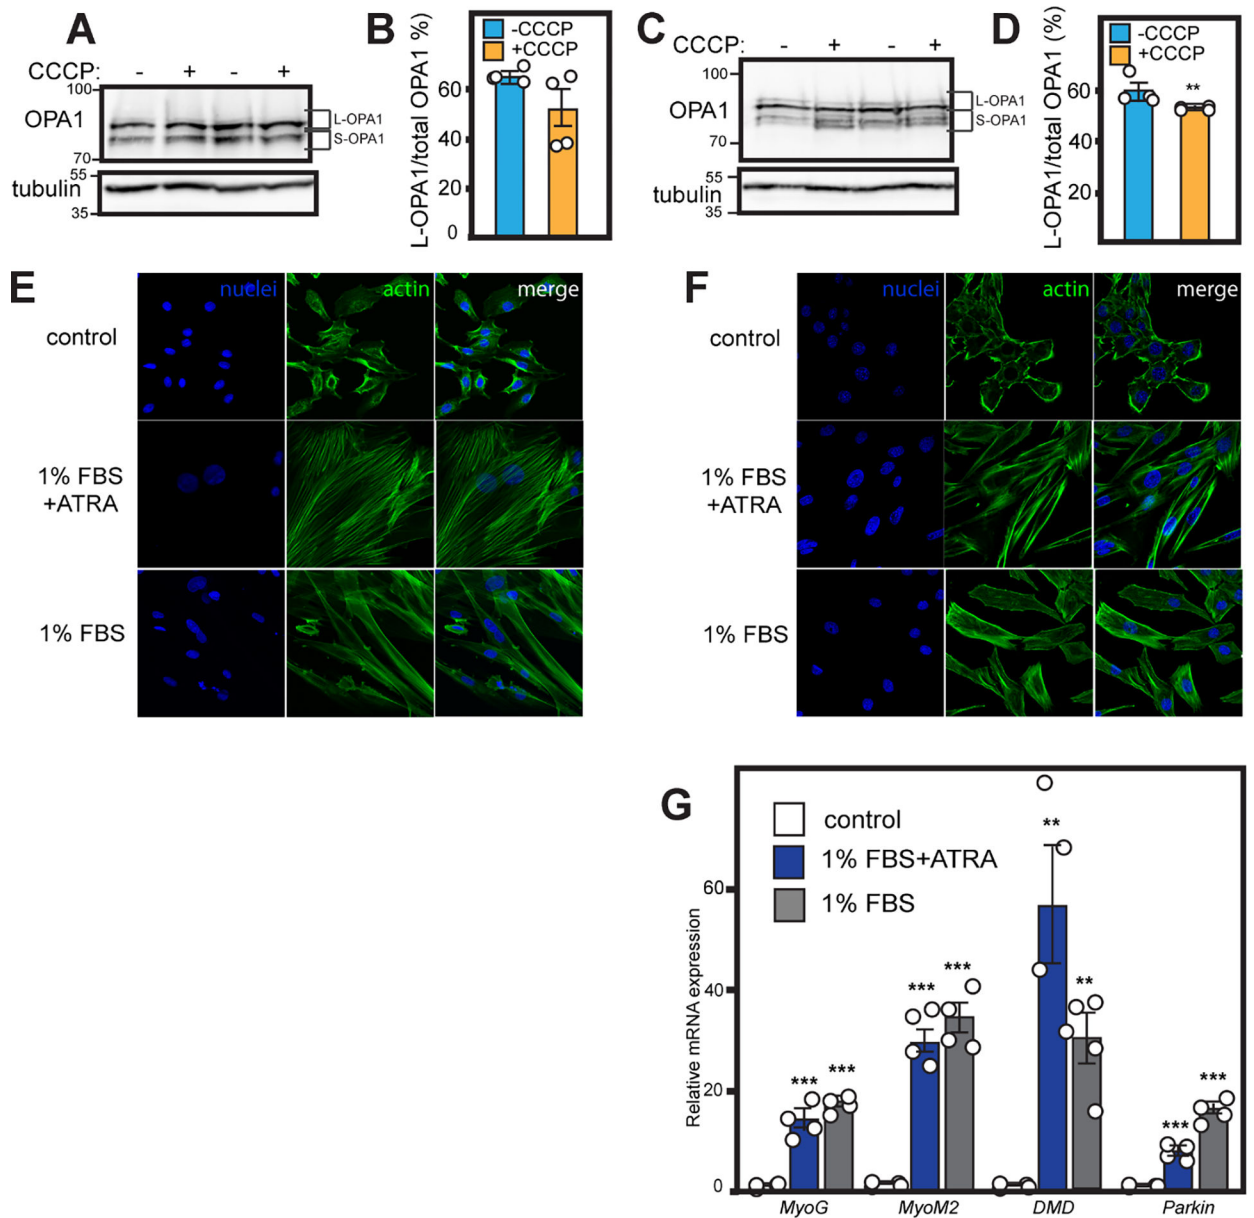 A
CCCP: - + - +
100
OPA1
L-OPA1
S-OPA1
70
55
tubulin
35
B
L-OPA1/total OPA1 %)
-CCCP
+CCCP
60
40
20
0
C
CCCP: - + - +
100
OPA1
L-OPA1
S-OPA1
70
55
tubulin
35
D
L-OPA1/total OPA1 (%)
-CCCP
+CCCP
**
60
40
20
E
nuclei actin merge
control
1% FBS
+ATRA
1% FBS
F
nuclei actin merge
control
1% FBS
+ATRA
1% FBS
G
control
1% FBS+ATRA
1% FBS
Relative mRNA expression
60
40
20
0
*** ***
*** ***
** **
*** ***
MyoG MyoM2 DMD Parkin